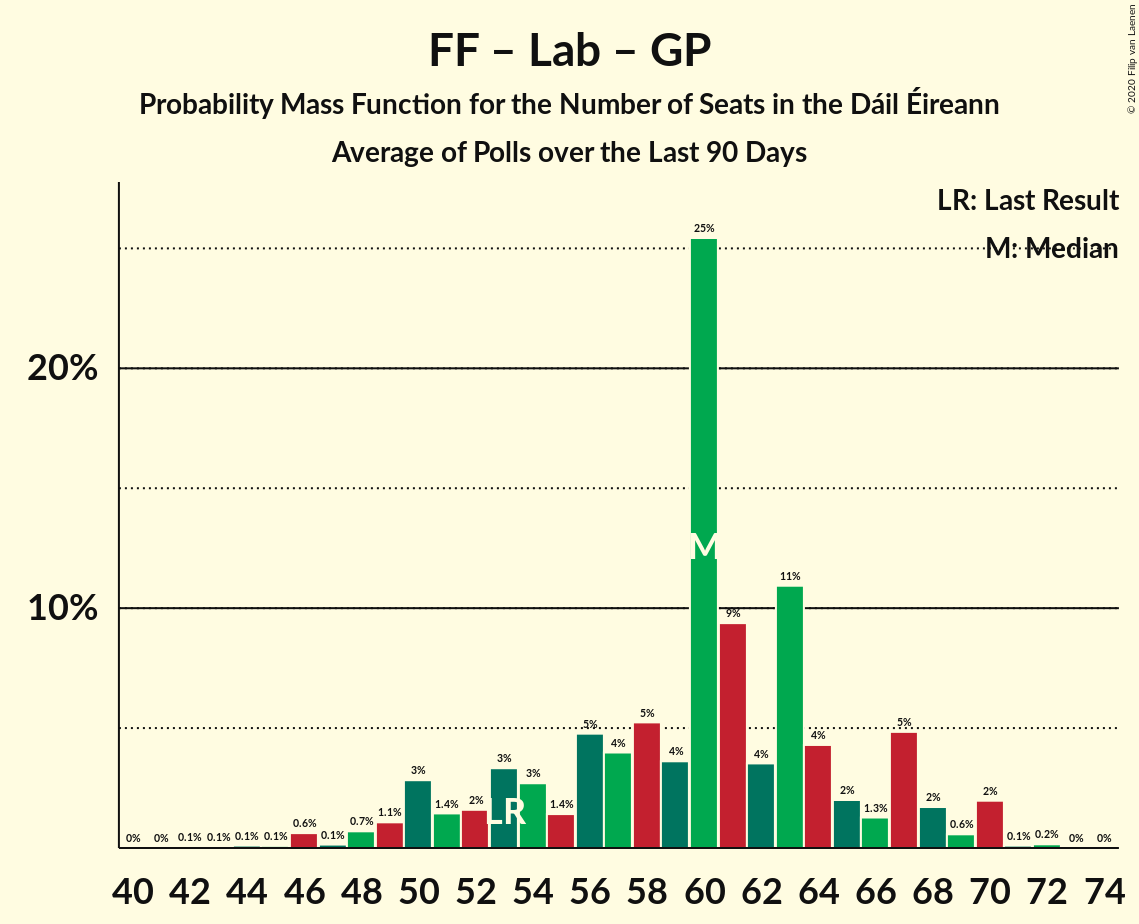 FF – Lab – GP
Probability Mass Function for the Number of Seats in the Dáil Éireann
Average of Polls over the Last 90 Days
© 2020 Filip van Laenen
LR: Last Result
M: Median
20%
10%
0% 0% 0.1% 0.1% 0.1% 0.1% 0.6% 0.1% 0.7% 1.1% 3% 1.4% 2% 3% 3% 1.4% 5% 4% 5% 4% 25% 9% 4% 11% 4% 2% 1.3% 5% 2% 0.6% 2% 0.1% 0.2% 0% 0%
M
LR
40 42 44 46 48 50 52 54 56 58 60 62 64 66 68 70 72 74